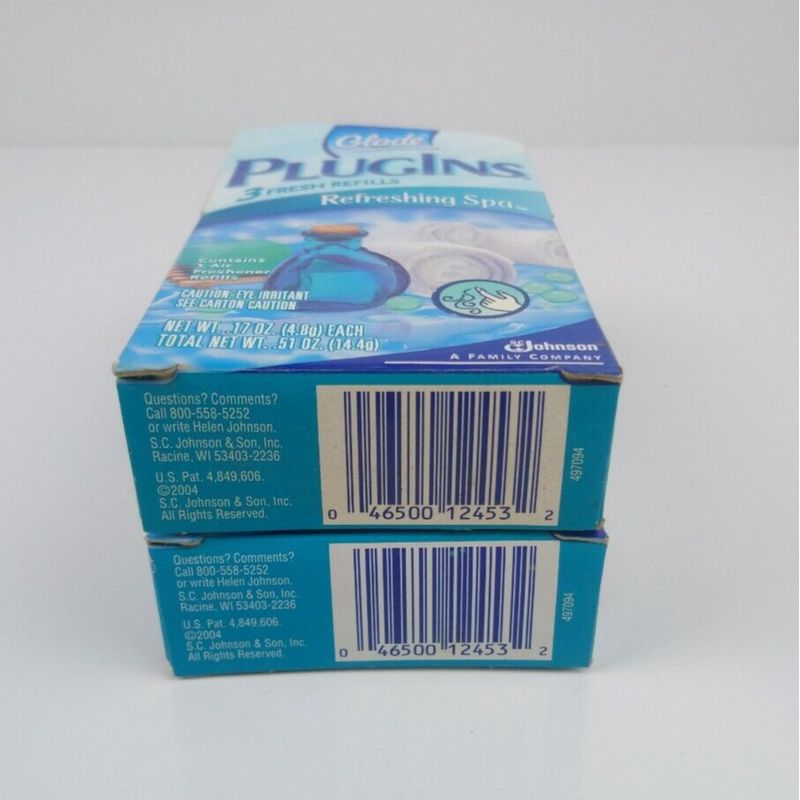 Glade
PLUGINS
3 FRESH REFILLS
Refreshing Spa™
Contains
3 Air
Freshener
Refills
CAUTION: EYE IRRITANT
SEE CARTON CAUTION
NET WT. .17 OZ. (4.8g) EACH
TOTAL NET WT. .51 OZ. (14.4g)
SC Johnson
A FAMILY COMPANY
Questions? Comments?
Call 800-558-5252
or write Helen Johnson.
S.C. Johnson & Son, Inc.
Racine, WI 53403-2236
U.S. Pat. 4,849,606.
©2004
S.C. Johnson & Son, Inc.
All Rights Reserved.
0 46500 12453 2
497094
Questions? Comments?
Call 800-558-5252
or write Helen Johnson.
S.C. Johnson & Son, Inc.
Racine, WI 53403-2236
U.S. Pat. 4,849,606.
©2004
S.C. Johnson & Son, Inc.
All Rights Reserved.
0 46500 12453 2
497094